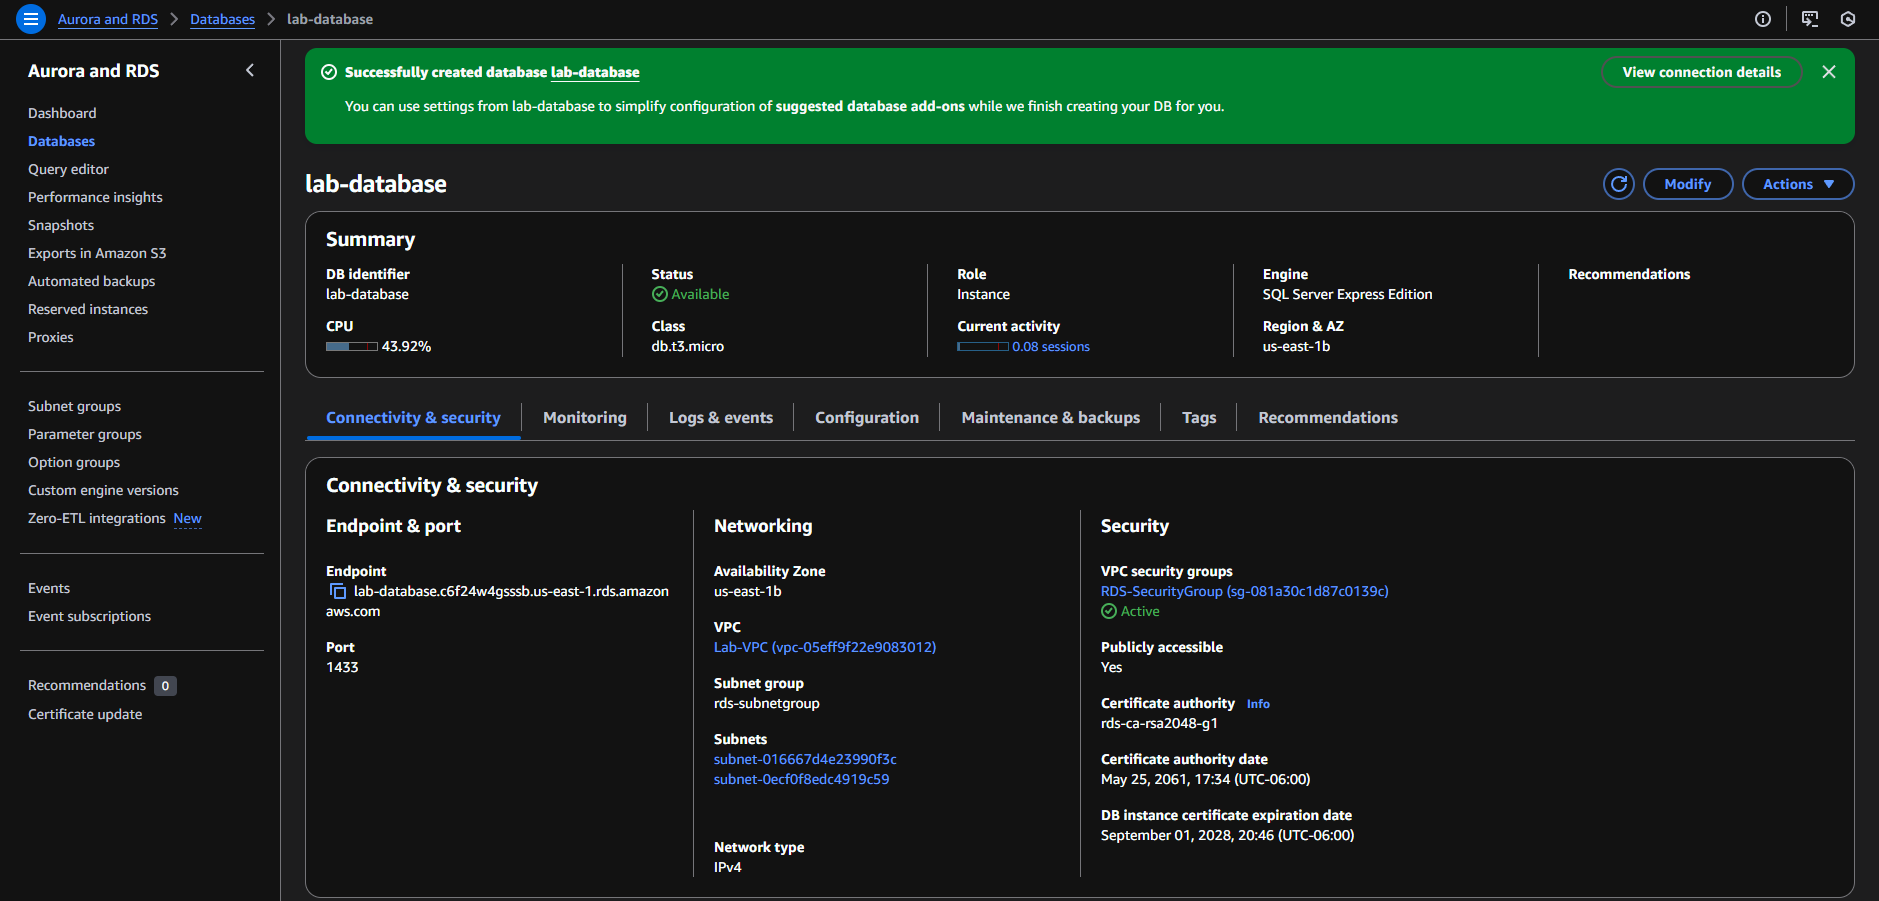 Aurora and RDS > Databases > lab-database
Aurora and RDS
Dashboard
Databases
Query editor
Performance insights
Snapshots
Exports in Amazon S3
Automated backups
Reserved instances
Proxies
Subnet groups
Parameter groups
Option groups
Custom engine versions
Zero-ETL integrations New
Events
Event subscriptions
Recommendations 0
Certificate update
Successfully created database lab-database
View connection details
You can use settings from lab-database to simplify configuration of suggested database add-ons while we finish creating your DB for you.
lab-database
Modify
Actions
Summary
DB identifier
lab-database
CPU
43.92%
Status
Available
Class
db.t3.micro
Role
Instance
Current activity
0.08 sessions
Engine
SQL Server Express Edition
Region & AZ
us-east-1b
Recommendations
Connectivity & security
Monitoring
Logs & events
Configuration
Maintenance & backups
Tags
Recommendations
Connectivity & security
Endpoint & port
Endpoint
lab-database.c6f24w4gsssb.us-east-1.rds.amazon
aws.com
Port
1433
Networking
Availability Zone
us-east-1b
VPC
Lab-VPC (vpc-05eff9f22e9083012)
Subnet group
rds-subnetgroup
Subnets
subnet-016667d4e23990f3c
subnet-0ecf0f8edc4919c59
Network type
IPv4
Security
VPC security groups
RDS-SecurityGroup (sg-081a30c1d87c0139c)
Active
Publicly accessible
Yes
Certificate authority Info
rds-ca-rsa2048-g1
Certificate authority date
May 25, 2061, 17:34 (UTC-06:00)
DB instance certificate expiration date
September 01, 2028, 20:46 (UTC-06:00)